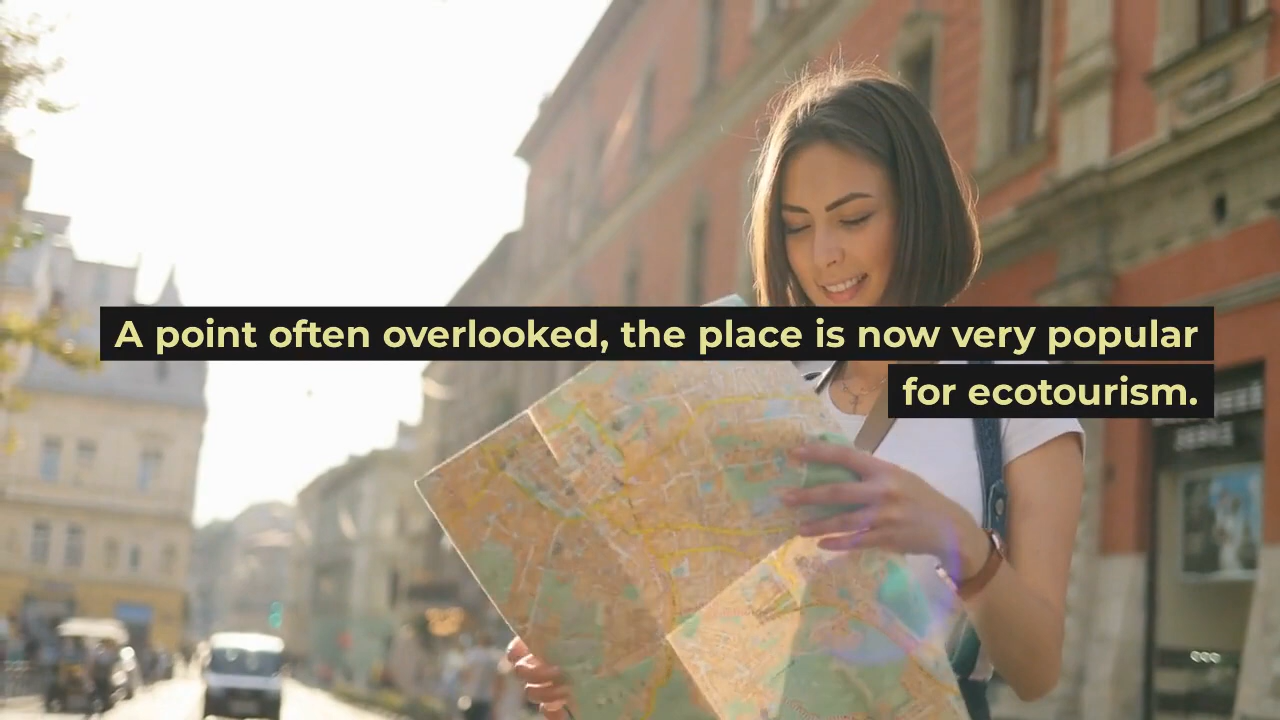 A point often overlooked, the place is now very popular
for ecotourism.